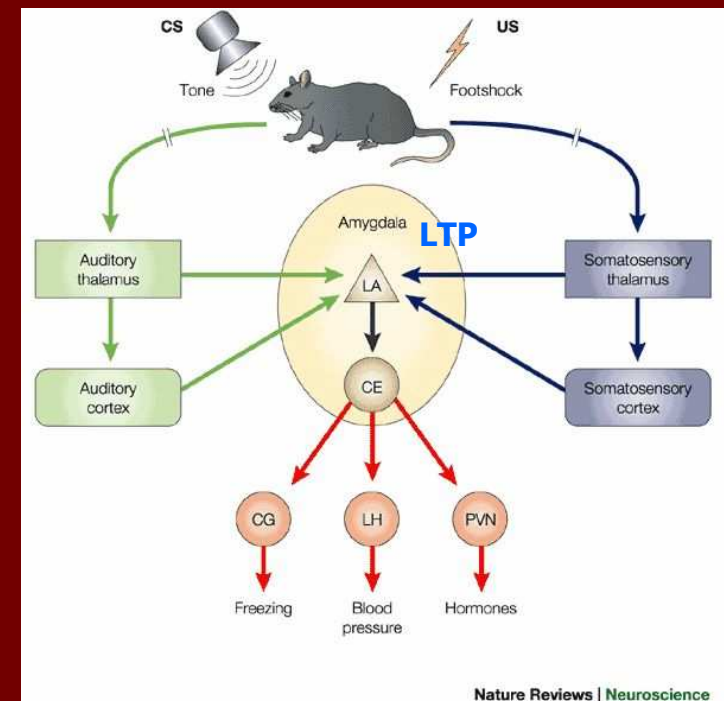 CS
US
Tone
Footshock
Amygdala
LTP
Auditory
thalamus
LA
Somatosensory
thalamus
Auditory
cortex
CE
Somatosensory
cortex
CG
LH
PVN
Freezing
Blood
pressure
Hormones
Nature Reviews | Neuroscience